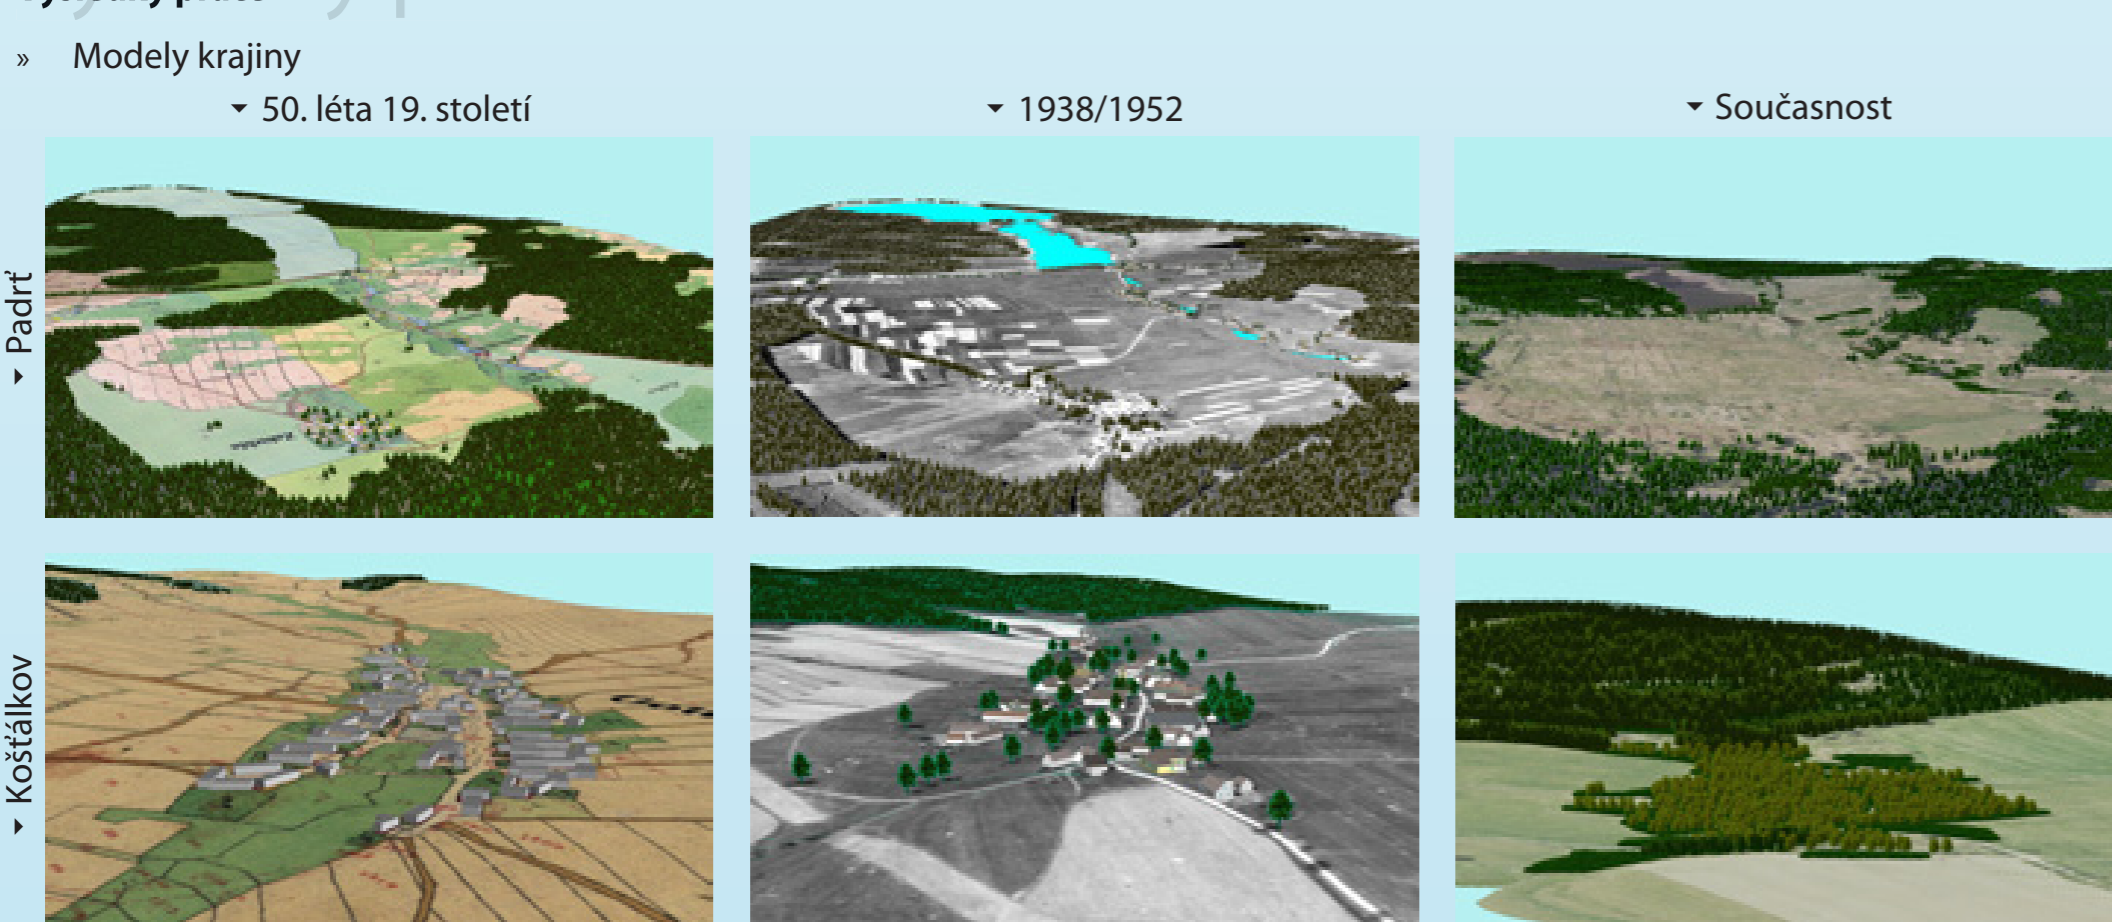 » Modely krajiny
50. léta 19. století
1938/1952
Současnost
Padrť
Košťálkov